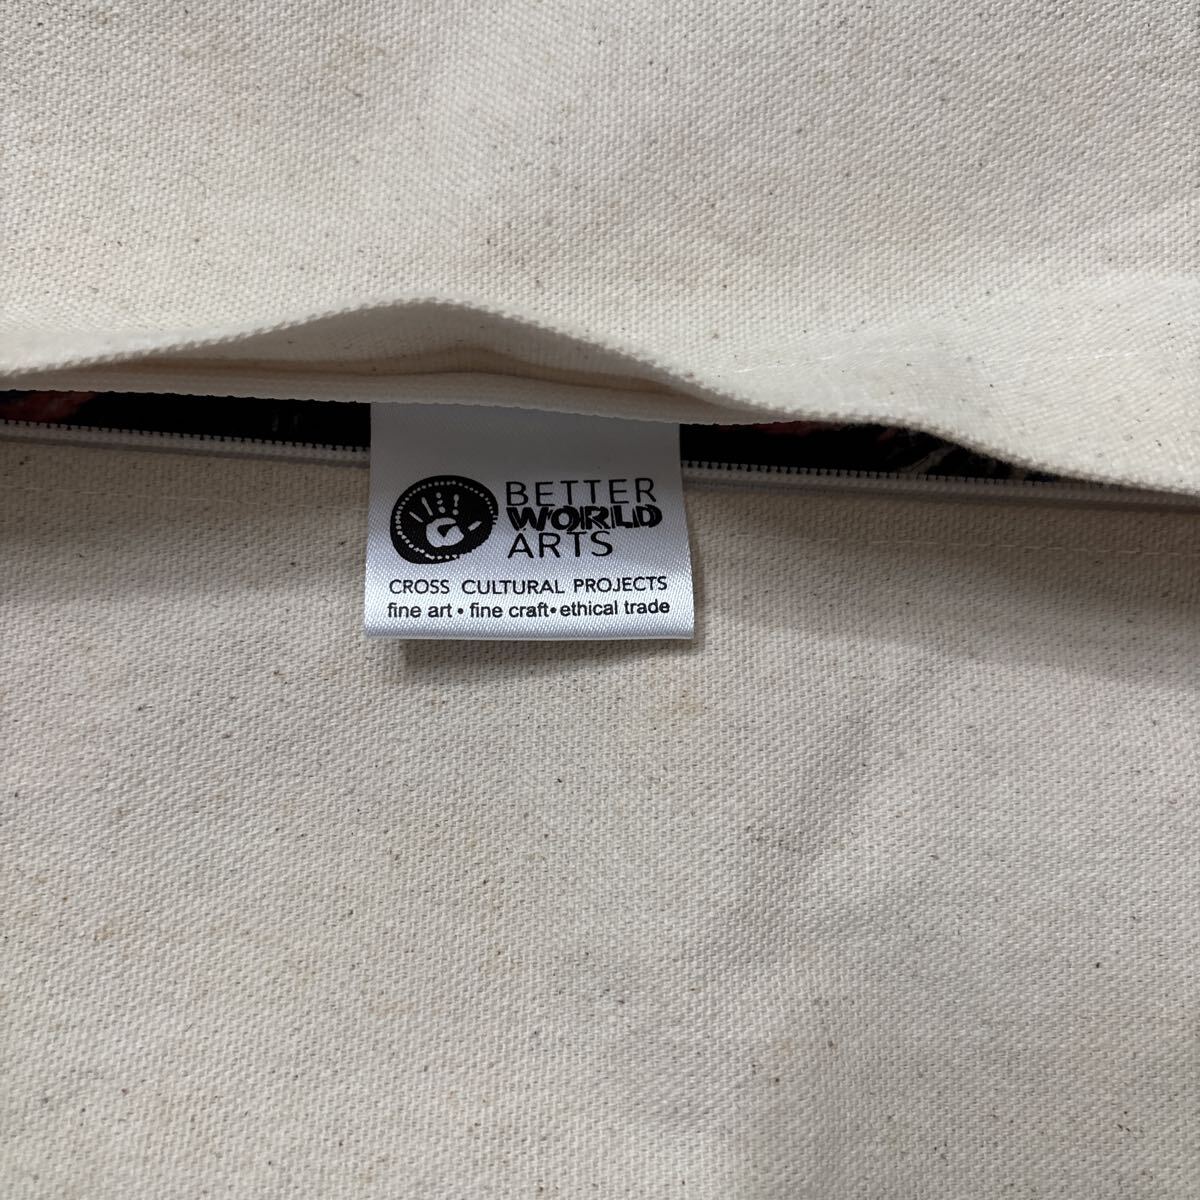 BETTER
WORLD
ARTS
CROSS CULTURAL PROJECTS
fine art • fine craft • ethical trade